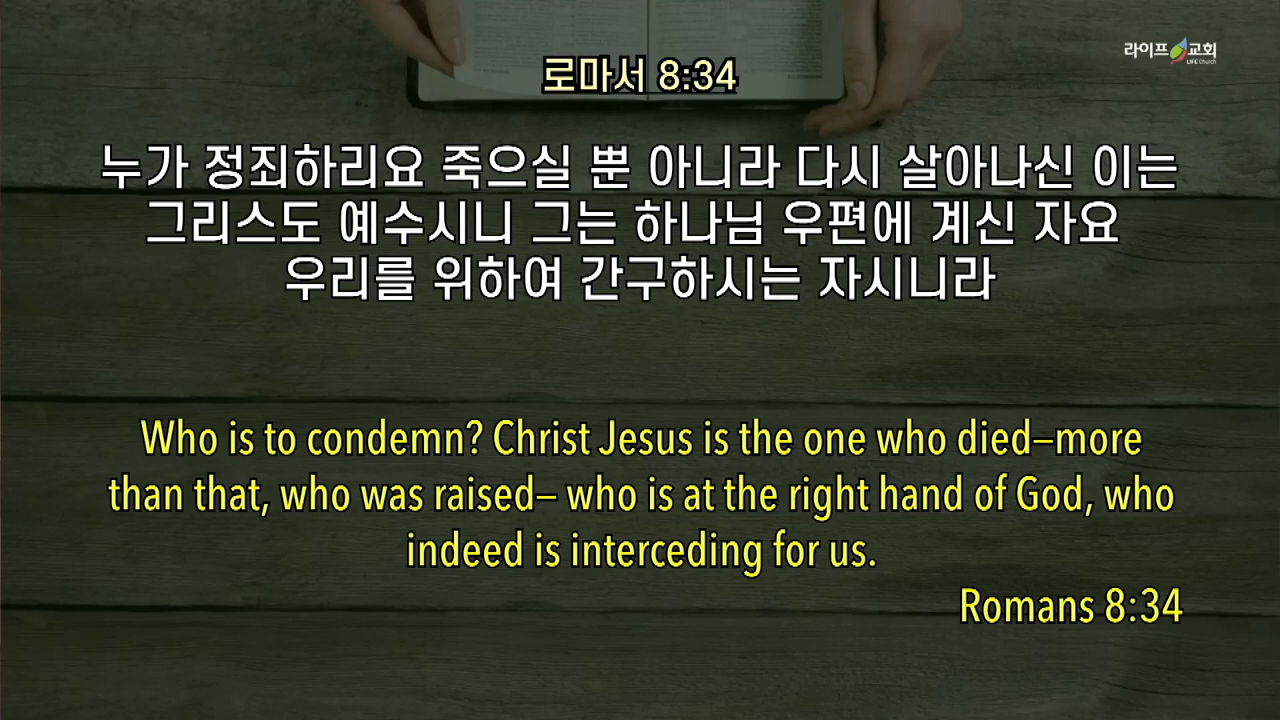 라이프 교회
LIFE Church
로마서 8:34
누가 정죄하리요 죽으실 뿐 아니라 다시 살아나신 이는
그리스도 예수시니 그는 하나님 우편에 계신 자요
우리를 위하여 간구하시는 자시니라
Who is to condemn? Christ Jesus is the one who died—more
than that, who was raised— who is at the right hand of God, who
indeed is interceding for us.
Romans 8:34